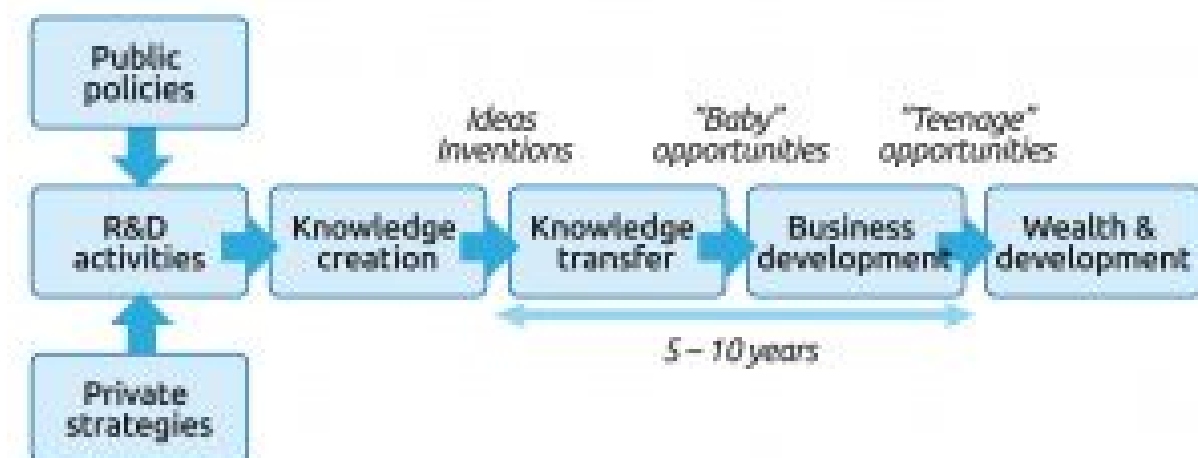 Public
policies
Ideas
Inventions
"Baby"
opportunities
"Teenage"
opportunities
R&D
activities
Knowledge
creation
Knowledge
transfer
Business
development
Wealth &
development
5 – 10 years
Private
strategies